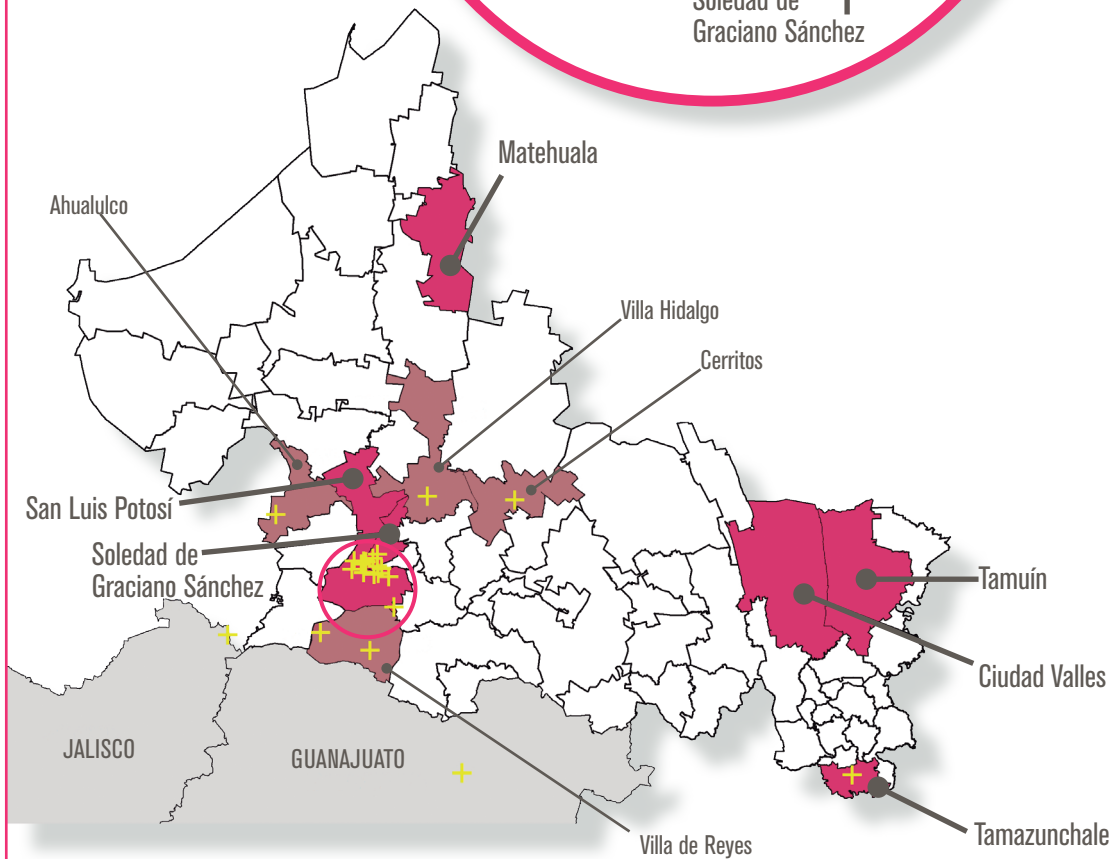 Soledad de
Graciano Sánchez
Matehuala
Ahualulco
Villa Hidalgo
Cerritos
San Luis Potosí
Soledad de
Graciano Sánchez
Tamuín
Ciudad Valles
JALISCO
GUANAJUATO
Tamazunchale
Villa de Reyes